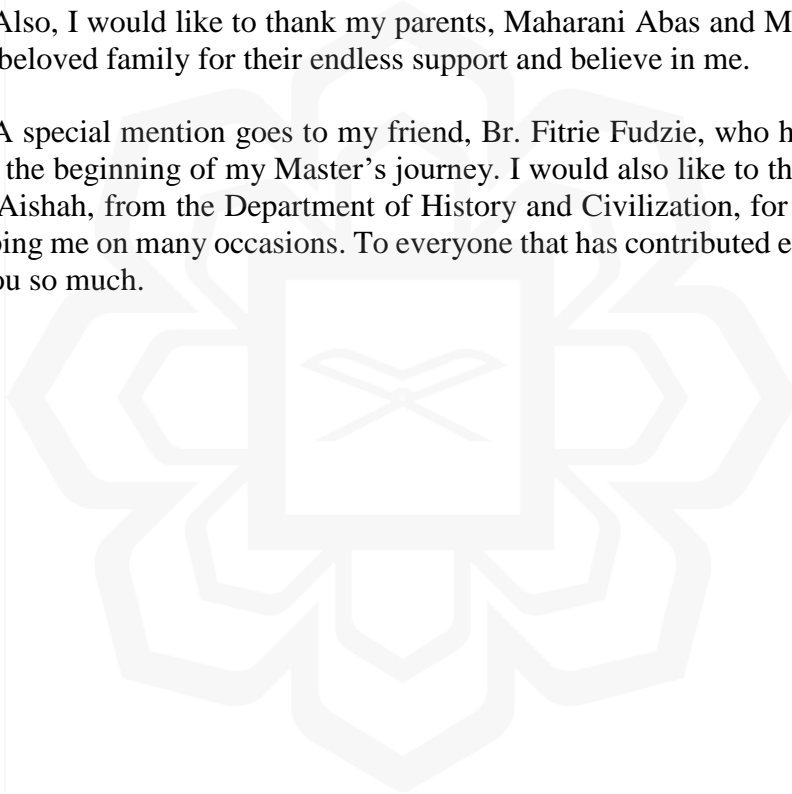 Also, I would like to thank my parents, Maharani Abas and M
beloved family for their endless support and believe in me.
A special mention goes to my friend, Br. Fitrie Fudzie, who h
the beginning of my Master’s journey. I would also like to th
Aishah, from the Department of History and Civilization, for
ping me on many occasions. To everyone that has contributed e
ou so much.